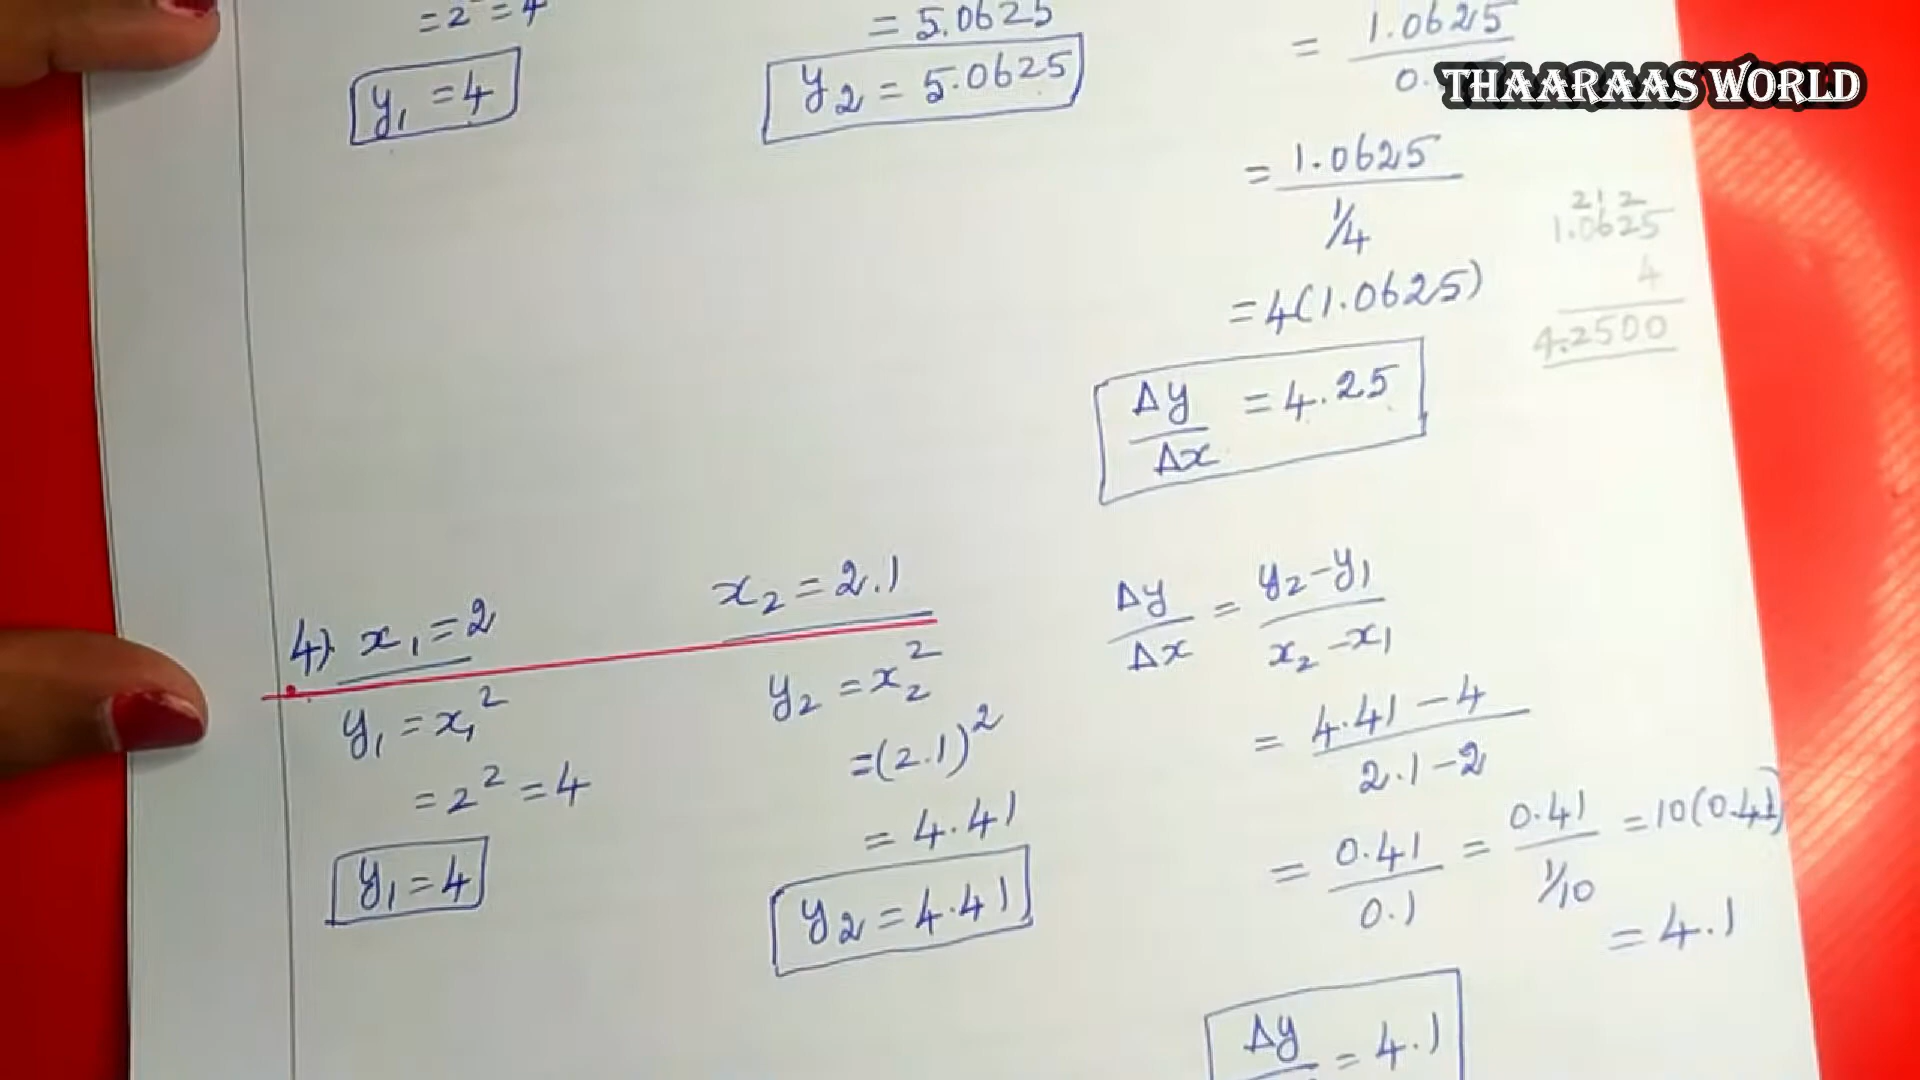 = 2² = 4
y₁ = 4
= 5.0625
y₂ = 5.0625
= 1.0625 / 0.
THAARAAS WORLD
= 1.0625 / 1/4
= 4(1.0625)
Δy/Δx = 4.25
212
1.0625
4
4.2500
4) x₁ = 2
y₁ = x₁²
= 2² = 4
y₁ = 4
x₂ = 2.1
y₂ = x₂²
= (2.1)²
= 4.41
y₂ = 4.41
Δy/Δx = y₂ - y₁ / x₂ - x₁
= 4.41 - 4 / 2.1 - 2
= 0.41 / 0.1 = 0.41 / 1/10 = 10(0.41)
= 4.1
Δy = 4.1